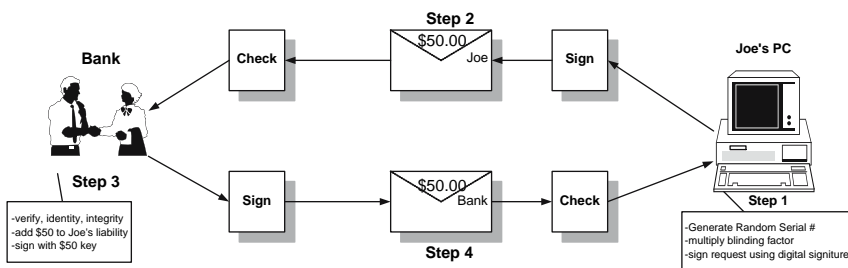 Step 2
$50.00
Joe
Check
Sign
Bank
Joe's PC
Step 3
-verify, identity, integrity
-add $50 to Joe's liability
-sign with $50 key
Sign
$50.00
Bank
Check
Step 4
Step 1
-Generate Random Serial #
-multiply blinding factor
-sign request using digital signiture